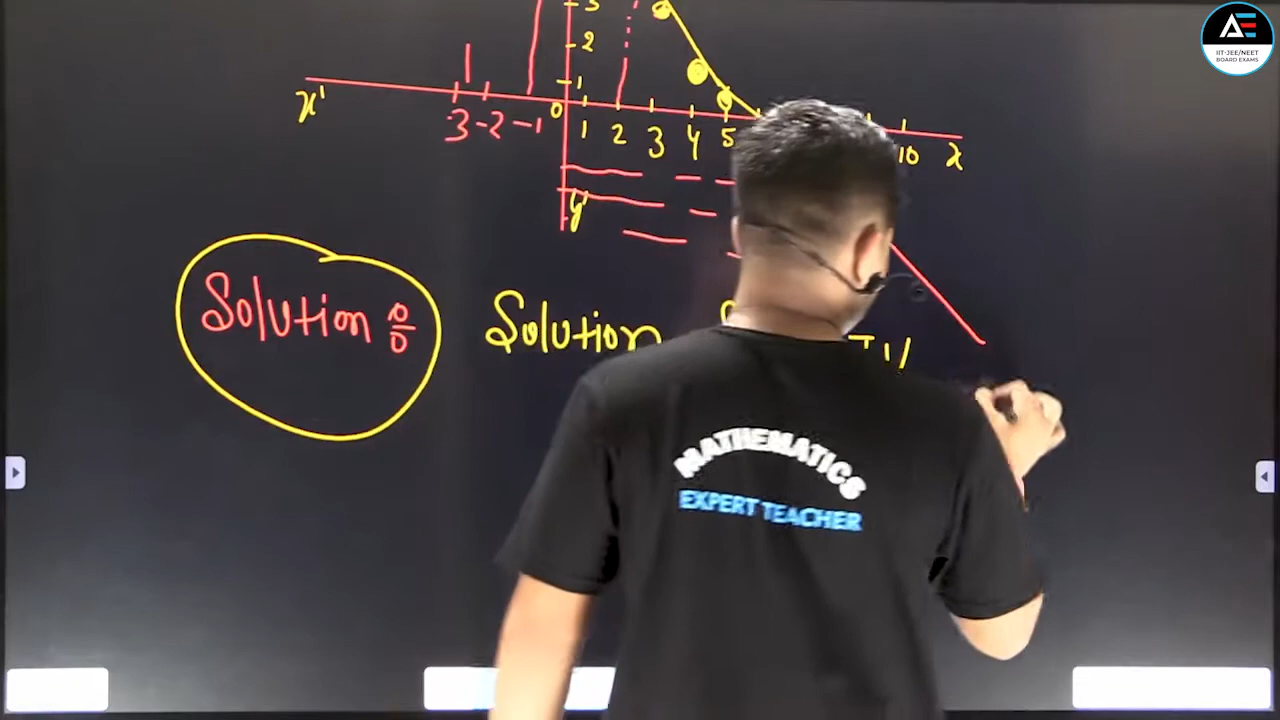 IIT-JEE/NEET
BOARD EXAMS
3
2
1
x'
3 -2 -1 0 1 2 3 4 5 10 x
y'
Solution : Solution
MATHEMATICS
EXPERT TEACHER